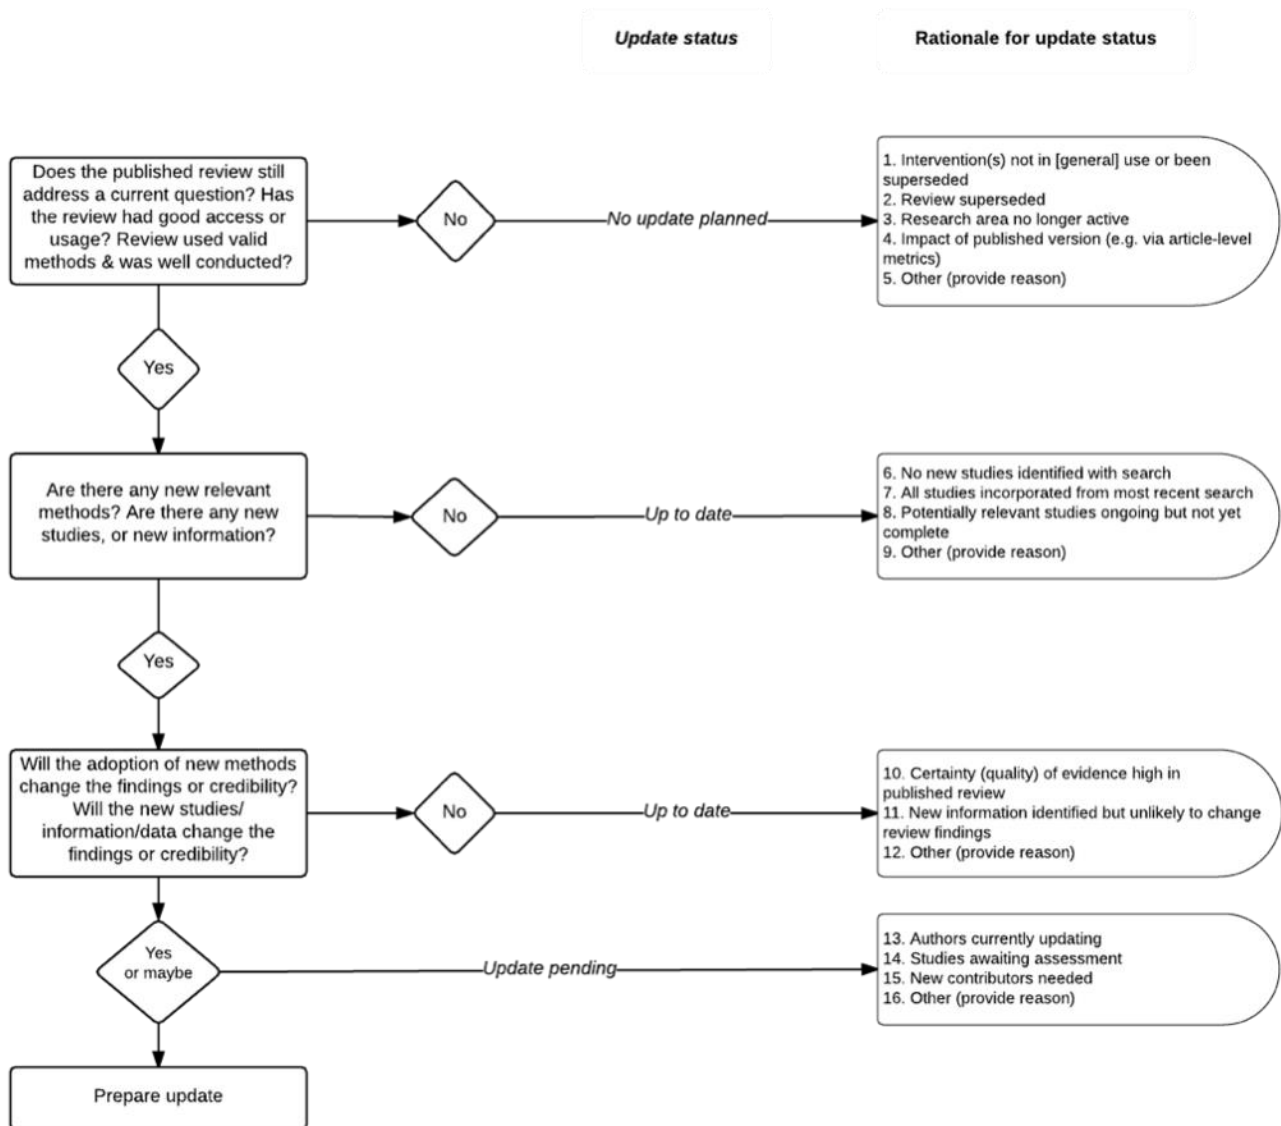 Update status
Rationale for update status
Does the published review still
address a current question? Has
the review had good access or
usage? Review used valid
methods & was well conducted?
No
No update planned
1. Intervention(s) not in [general] use or been
superseded
2. Review superseded
3. Research area no longer active
4. Impact of published version (e.g. via article-level
metrics)
5. Other (provide reason)
Yes
Are there any new relevant
methods? Are there any new
studies, or new information?
No
Up to date
6. No new studies identified with search
7. All studies incorporated from most recent search
8. Potentially relevant studies ongoing but not yet
complete
9. Other (provide reason)
Yes
Will the adoption of new methods
change the findings or credibility?
Will the new studies/
information/data change the
findings or credibility?
No
Up to date
10. Certainty (quality) of evidence high in
published review
11. New information identified but unlikely to change
review findings
12. Other (provide reason)
Yes
or maybe
Update pending
13. Authors currently updating
14. Studies awaiting assessment
15. New contributors needed
16. Other (provide reason)
Prepare update